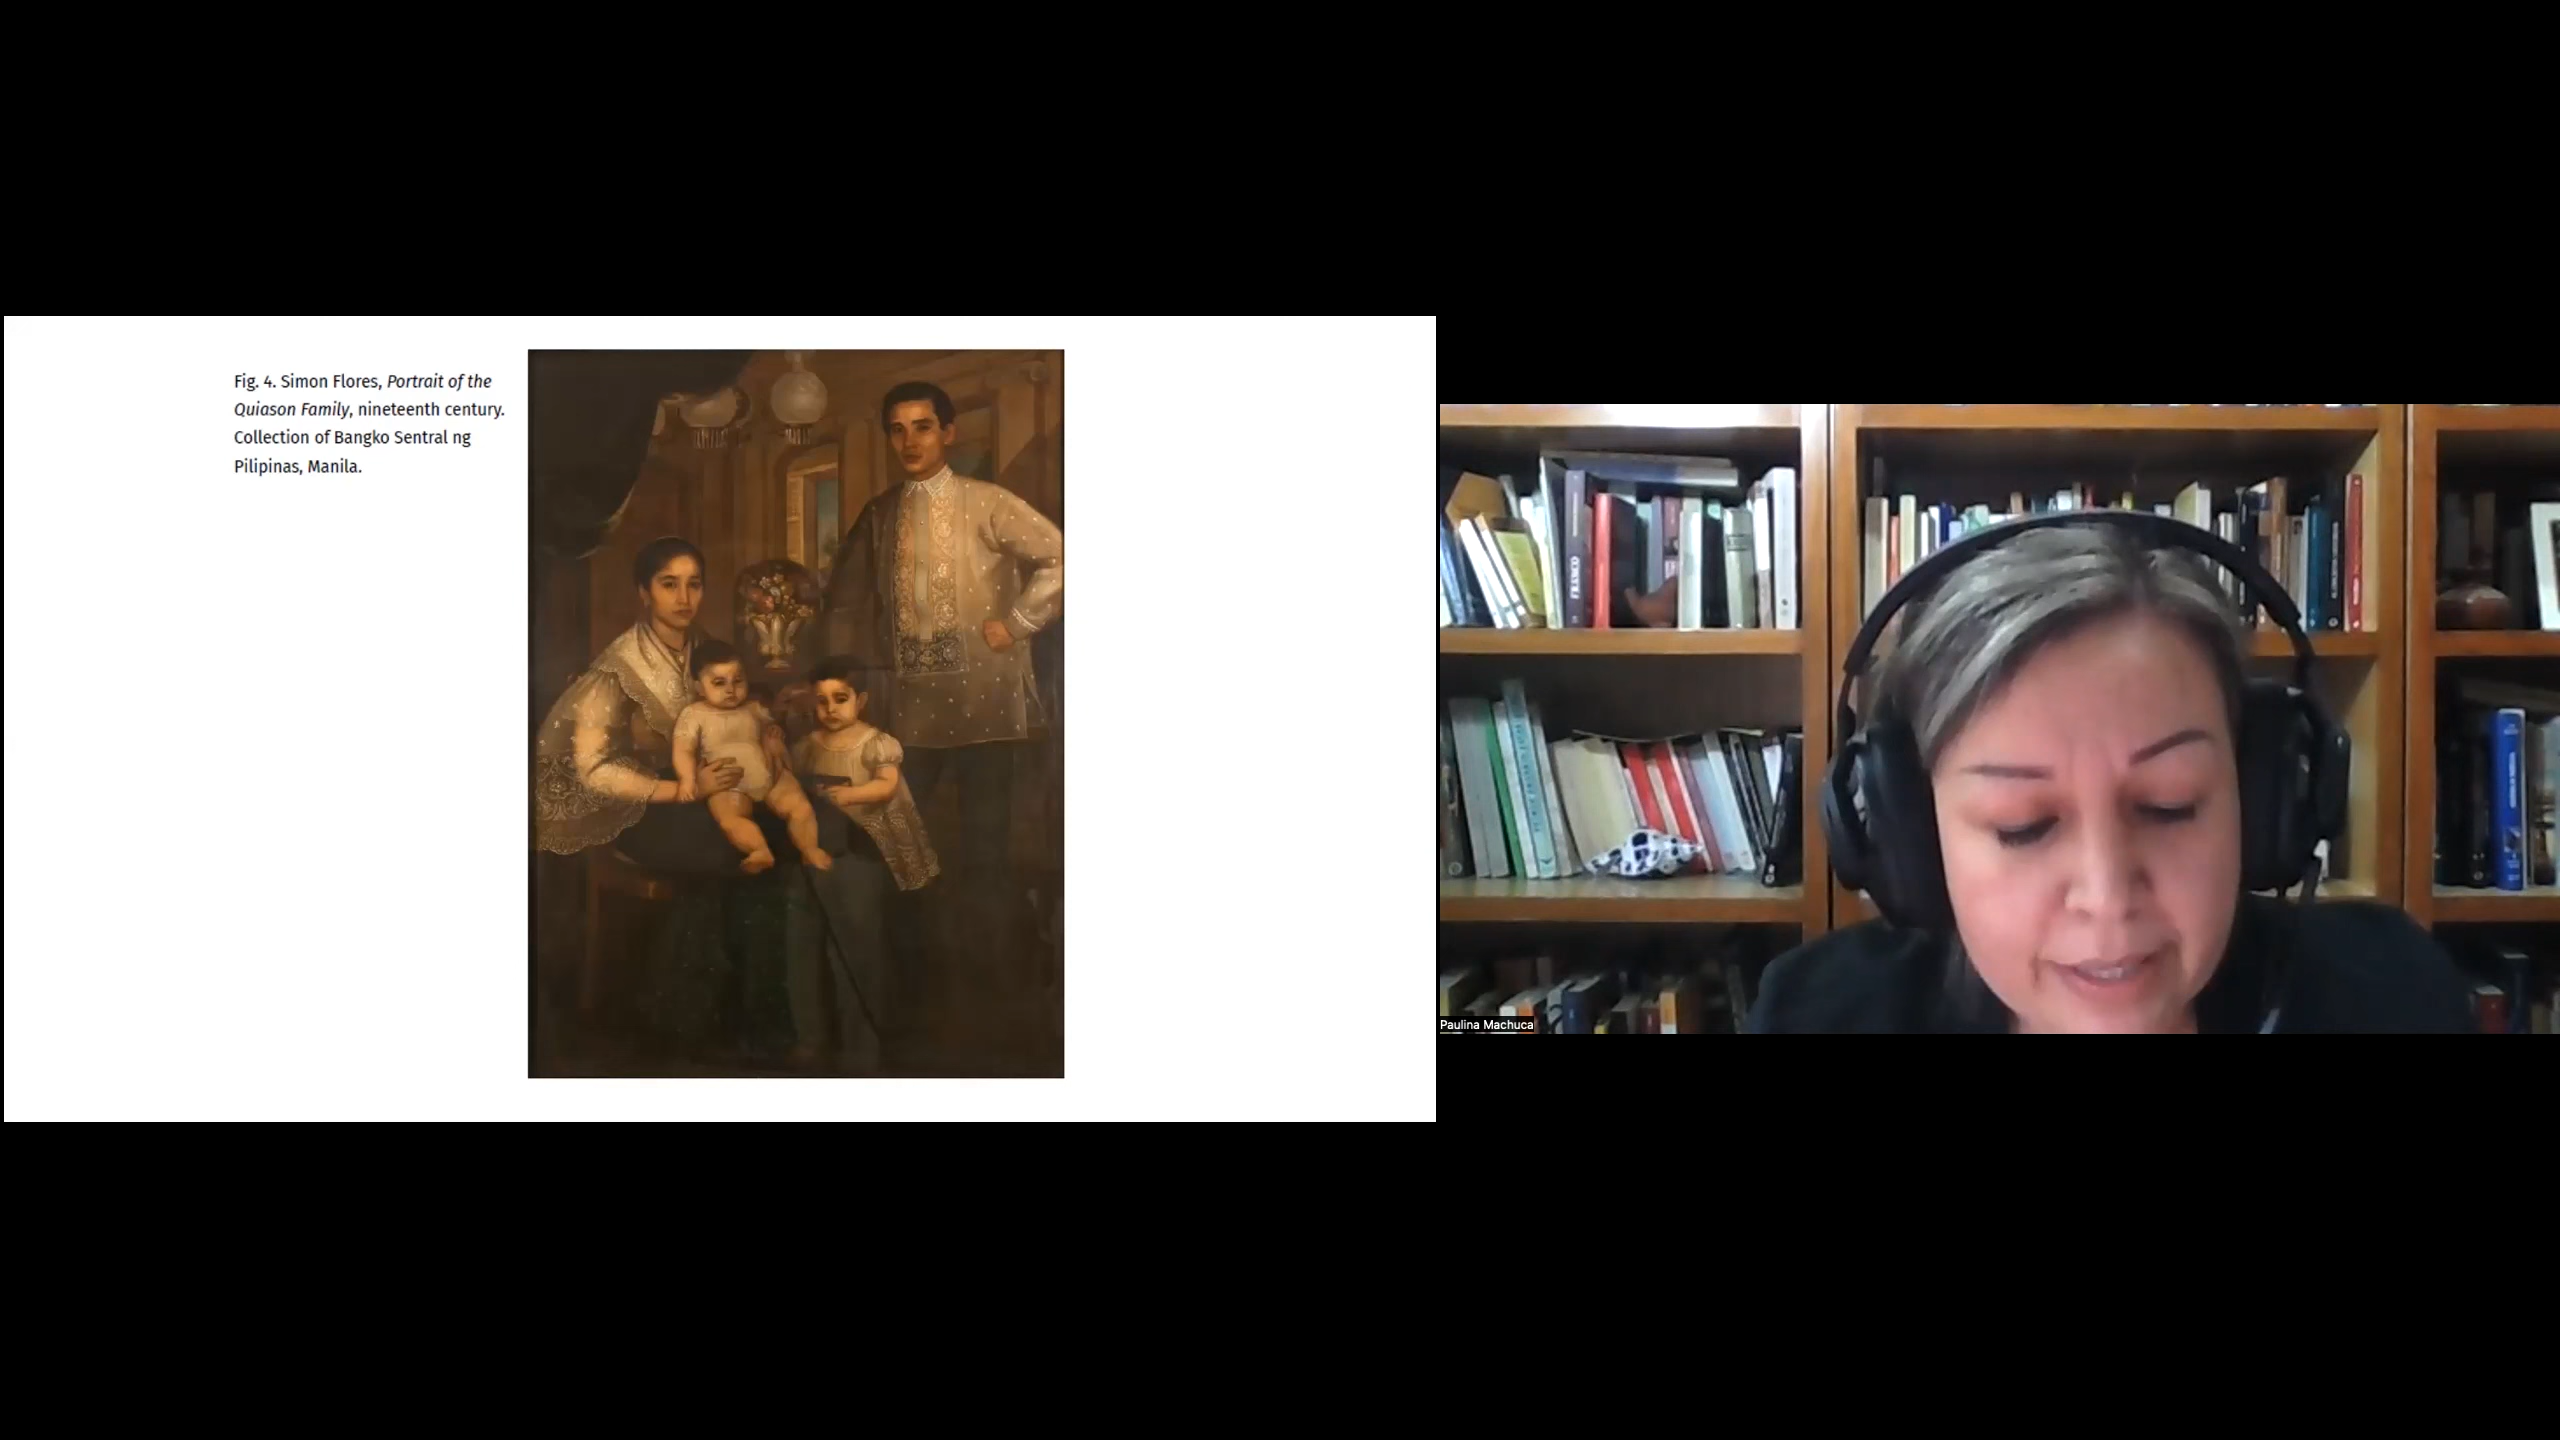 Fig. 4. Simon Flores, Portrait of the
Quiason Family, nineteenth century.
Collection of Bangko Sentral ng
Pilipinas, Manila.
FRANCO
Paulina Machuca